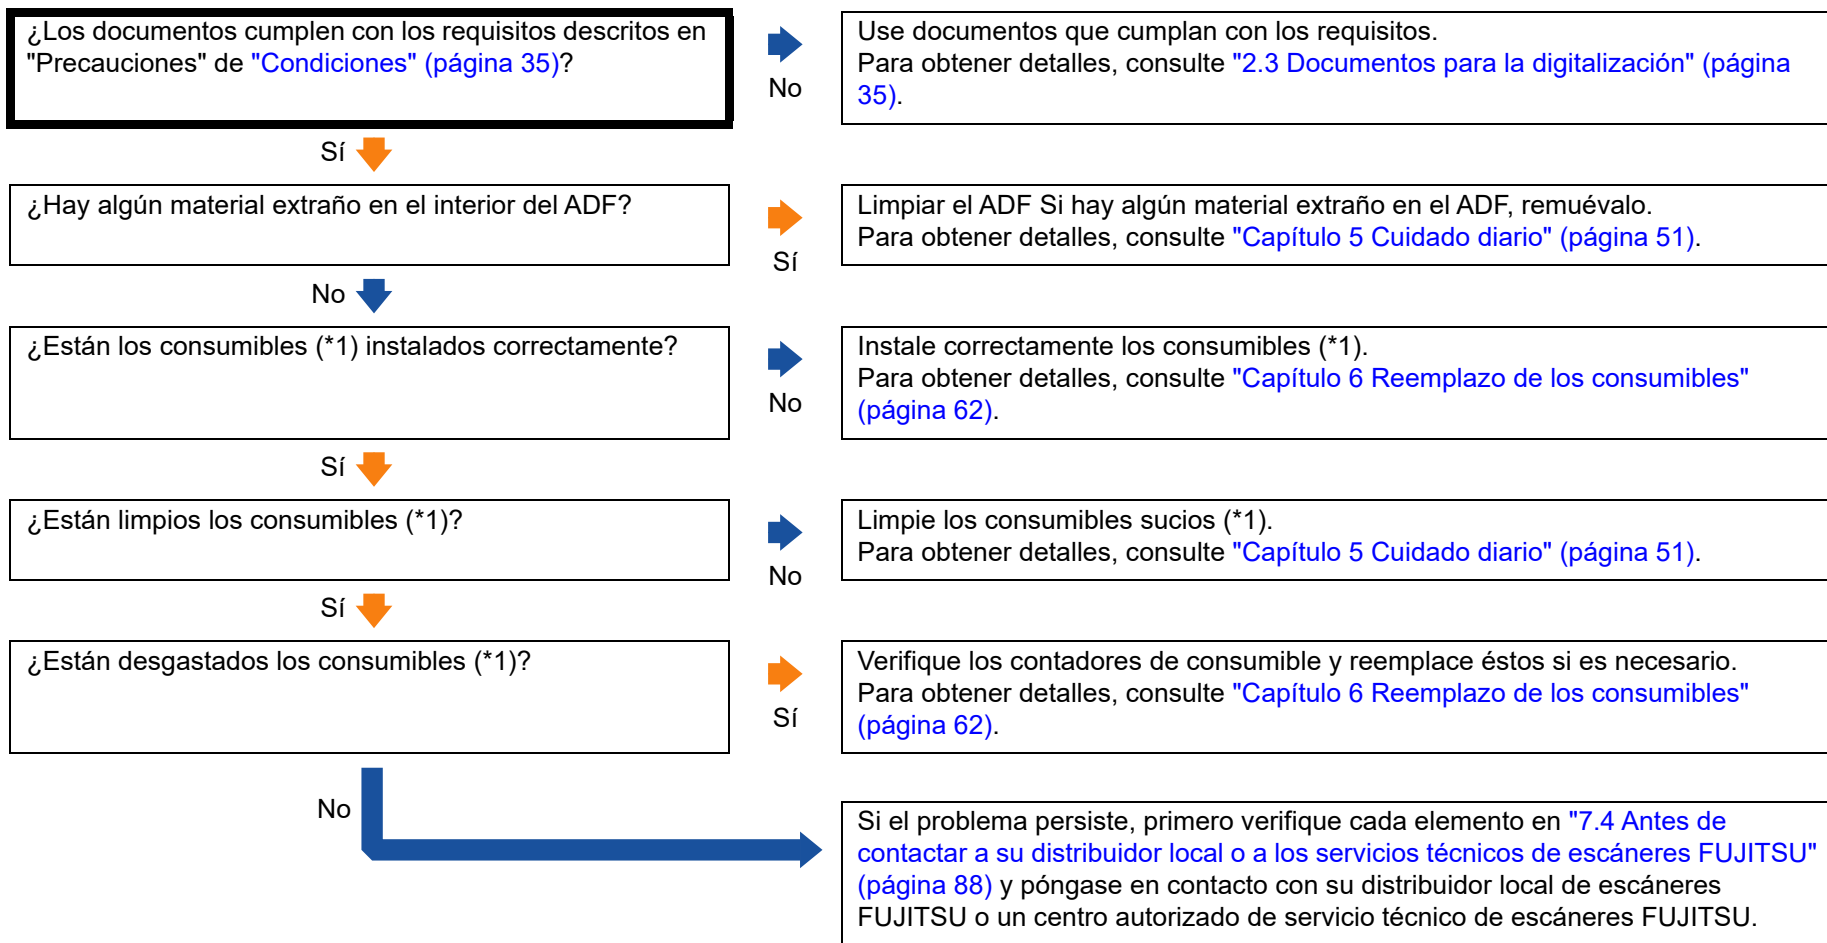 ¿Los documentos cumplen con los requisitos descritos en
"Precauciones" de "Condiciones" (página 35)?
No
Use documentos que cumplan con los requisitos.
Para obtener detalles, consulte "2.3 Documentos para la digitalización" (página
35).
Sí
¿Hay algún material extraño en el interior del ADF?
Sí
Limpiar el ADF Si hay algún material extraño en el ADF, remuévalo.
Para obtener detalles, consulte "Capítulo 5 Cuidado diario" (página 51).
No
¿Están los consumibles (*1) instalados correctamente?
No
Instale correctamente los consumibles (*1).
Para obtener detalles, consulte "Capítulo 6 Reemplazo de los consumibles"
(página 62).
Sí
¿Están limpios los consumibles (*1)?
No
Limpie los consumibles sucios (*1).
Para obtener detalles, consulte "Capítulo 5 Cuidado diario" (página 51).
Sí
¿Están desgastados los consumibles (*1)?
Sí
Verifique los contadores de consumible y reemplace éstos si es necesario.
Para obtener detalles, consulte "Capítulo 6 Reemplazo de los consumibles"
(página 62).
No
Si el problema persiste, primero verifique cada elemento en "7.4 Antes de
contactar a su distribuidor local o a los servicios técnicos de escáneres FUJITSU"
(página 88) y póngase en contacto con su distribuidor local de escáneres
FUJITSU o un centro autorizado de servicio técnico de escáneres FUJITSU.